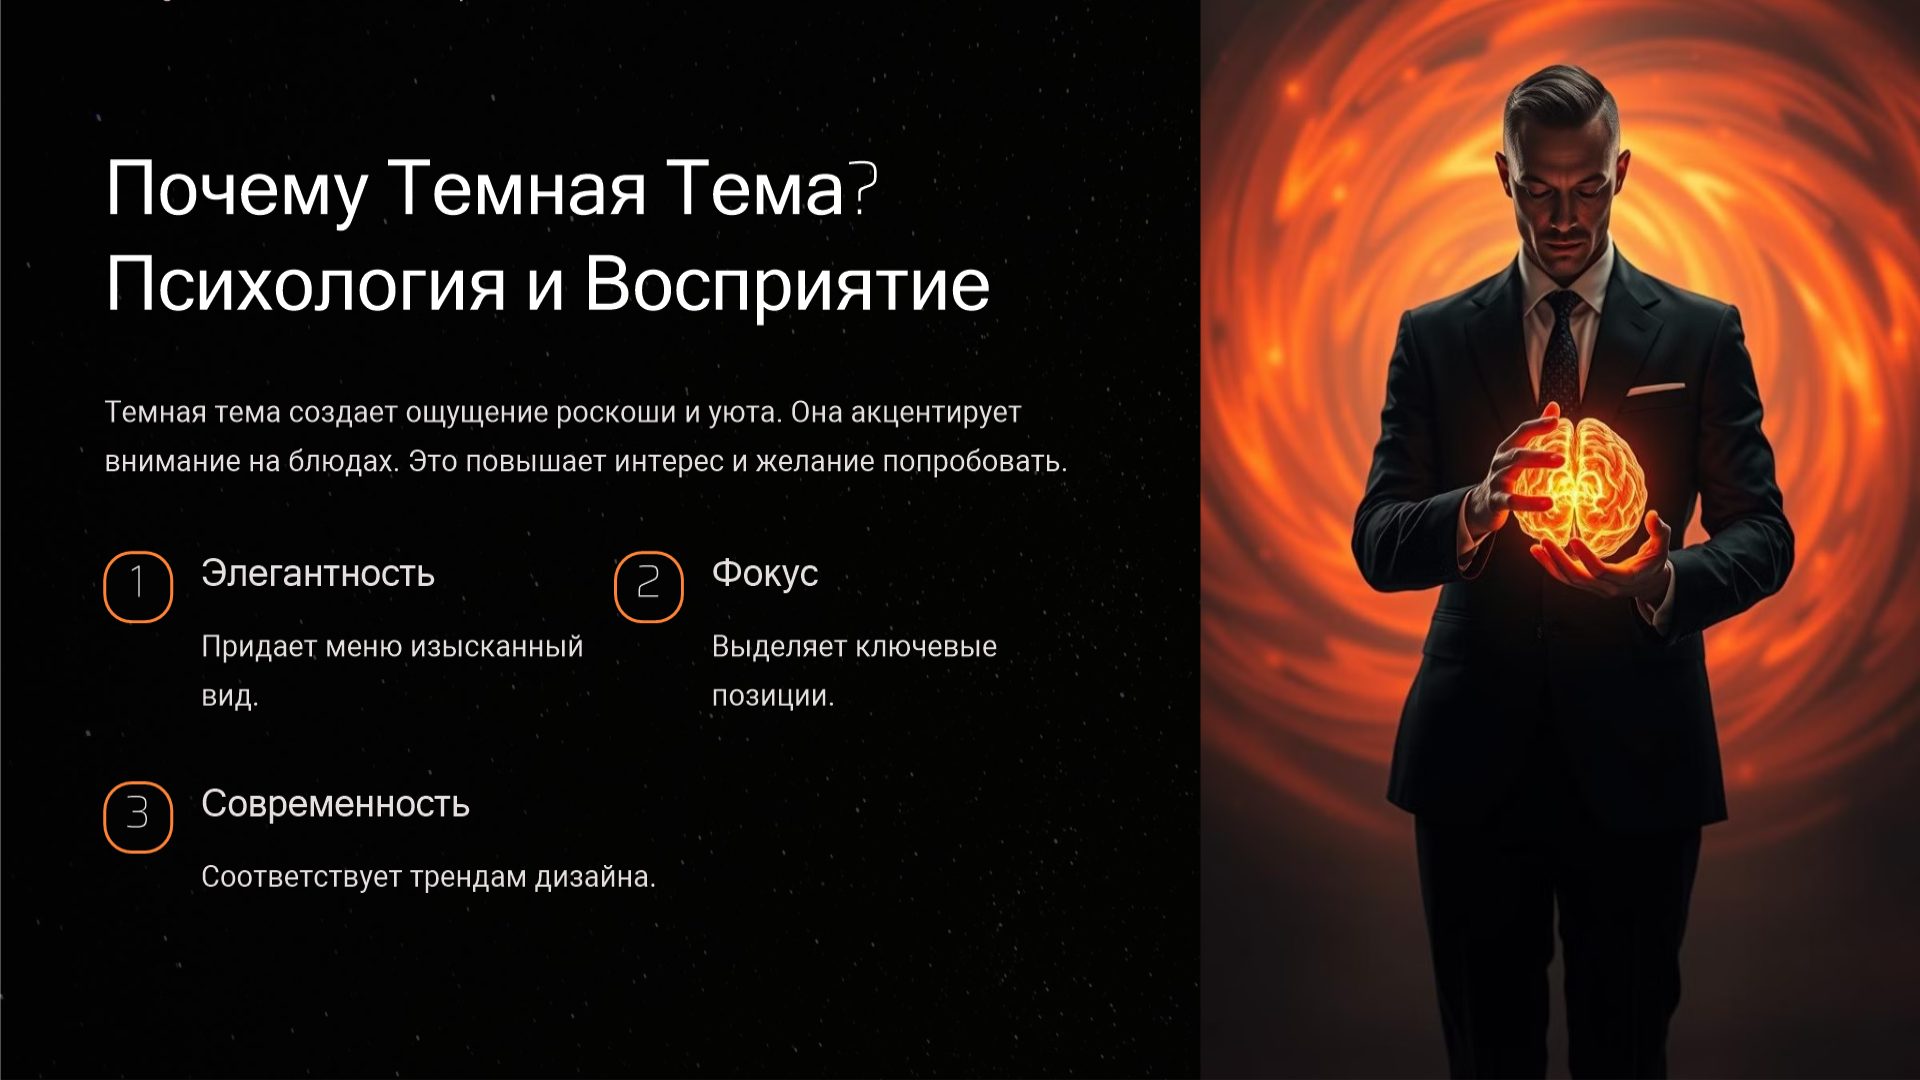 Почему Темная Тема?
Психология и Восприятие
Темная тема создает ощущение роскоши и уюта. Она акцентирует
внимание на блюдах. Это повышает интерес и желание попробовать.
1
Элегантность
Придает меню изысканный
вид.
2
Фокус
Выделяет ключевые
позиции.
3
Современность
Соответствует трендам дизайна.